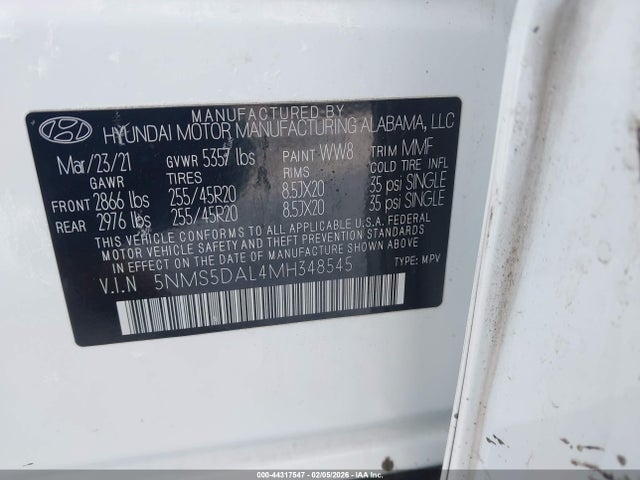 MANUFACTURED BY
HYUNDAI MOTOR MANUFACTURING ALABAMA, LLC
Mar/23/21 GVWR 5357 lbs PAINT WW8 TRIM MMF
GAWR TIRES RIMS COLD TIRE INFL
FRONT 2866 lbs 255/45R20 8.5JX20 35 psi SINGLE
REAR 2976 lbs 255/45R20 8.5JX20 35 psi SINGLE
THIS VEHICLE CONFORMS TO ALL APPLICABLE U.S.A. FEDERAL
MOTOR VEHICLE SAFETY, BUMPER, AND THEFT PREVENTION STANDARDS
IN EFFECT ON THE DATE OF MANUFACTURE SHOWN ABOVE.
V.I.N 5NMS5DAL4MH348545 TYPE: MPV
000-44317547 - 02/05/2026 - IAA Inc.